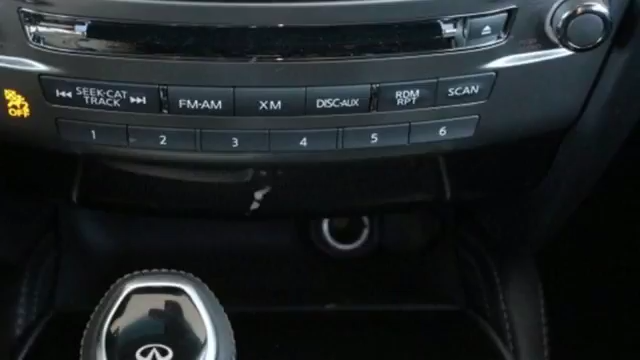 SEEK·CAT
TRACK
FM·AM
XM
DISC·AUX
RDM
RPT
SCAN
OFF
1 2 3 4 5 6